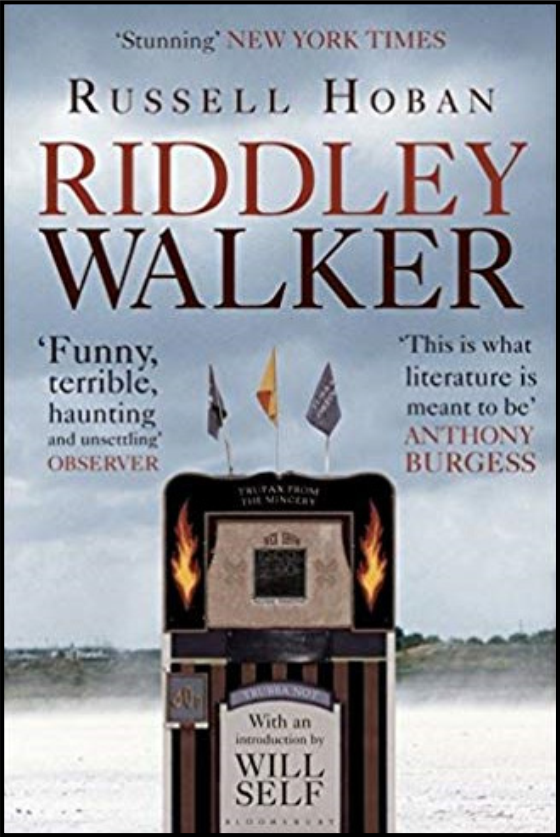 ‘Stunning’ NEW YORK TIMES
RUSSELL HOBAN
RIDDLEY
WALKER
‘Funny,
terrible,
haunting
and unsettling’
OBSERVER
‘This is what
literature is
meant to be’
ANTHONY
BURGESS
TRUFAX FROM
THE MINCERY
TRUBBA NOT
With an
introduction by
WILL
SELF
BLOOMSBURY